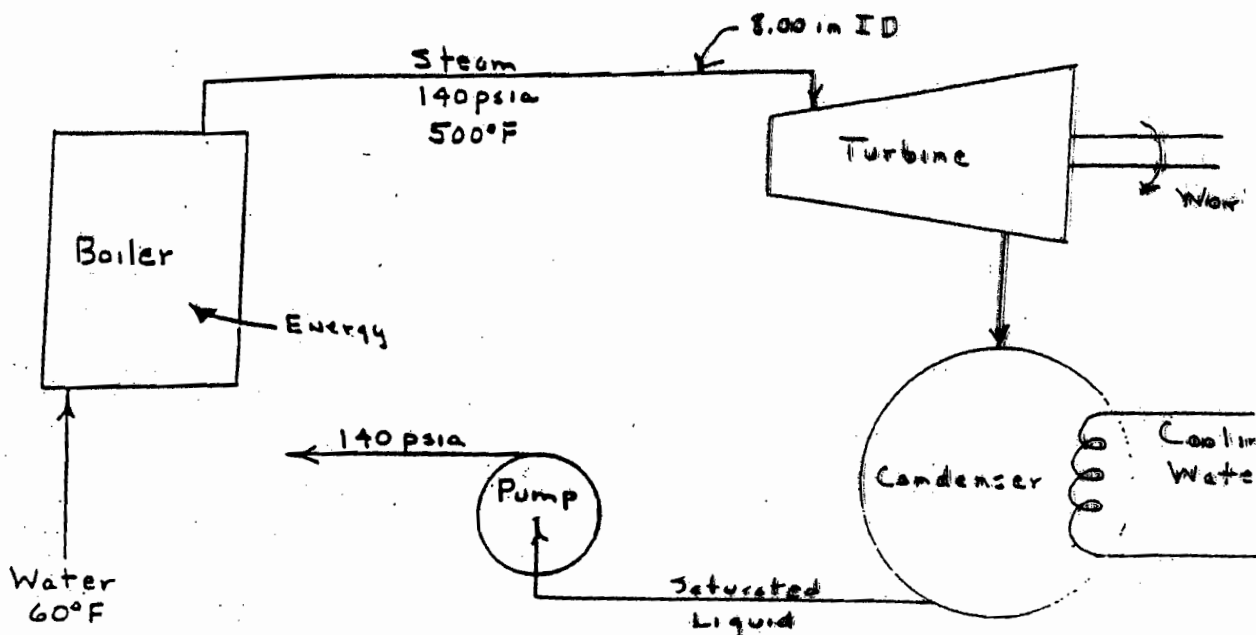 8.00 in ID
Steam
140 psia
500°F
Turbine
Boiler
Energy
140 psia
Pump
Condenser
Water
60°F
Saturated
Liquid